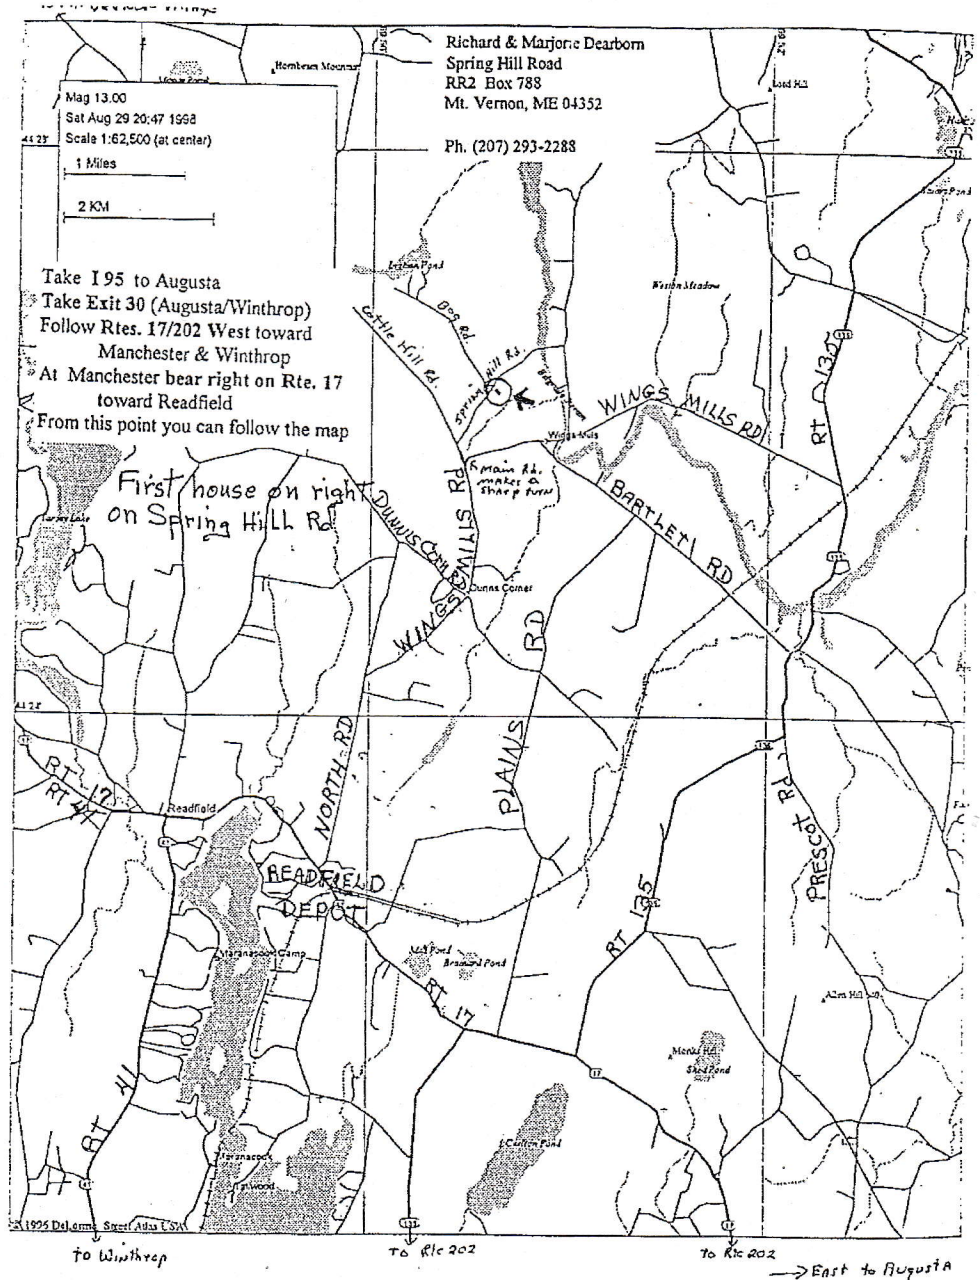 Richard & Marjorie Dearborn
Spring Hill Road
RR2 Box 788
Mt. Vernon, ME 04352
Ph. (207) 293-2288
Hornbeam Mountain
Mag 13.00
Sat Aug 29 20:47 1998
Scale 1:62,500 (at center)
1 Miles
2 KM
Take I 95 to Augusta
Take Exit 30 (Augusta/Winthrop)
Follow Rtes. 17/202 West toward
Manchester & Winthrop
At Manchester bear right on Rte. 17
toward Readfield
From this point you can follow the map
First house on right
on Spring Hill Rd
Weston Meadow
Bog Rd.
Cottle Hill Rd.
Spring Hill Rd.
RT 135
WINGS MILLS RD
Wings Mills
Main Rd.
makes a
sharp turn
BARTLETT RD
DUNNS CORN RD
Dunns Corner
WINGS MILLS Rd
NORTH RD
PLAINS RD
RT 17
RT 41
Readfield
READFIELD
DEPOT
Maranacook Camp
Mill Pond
Brainard Pond
RT 17
RT 135
PRESCOT Rd
Allen Hill
Monks Hill
Shed Pond
Carlton Pond
RT 41
Maranacook
Tallwood
© 1995 DeLorme Street Atlas USA
to Winthrop
To Rte 202
To Rte 202
East to Augusta